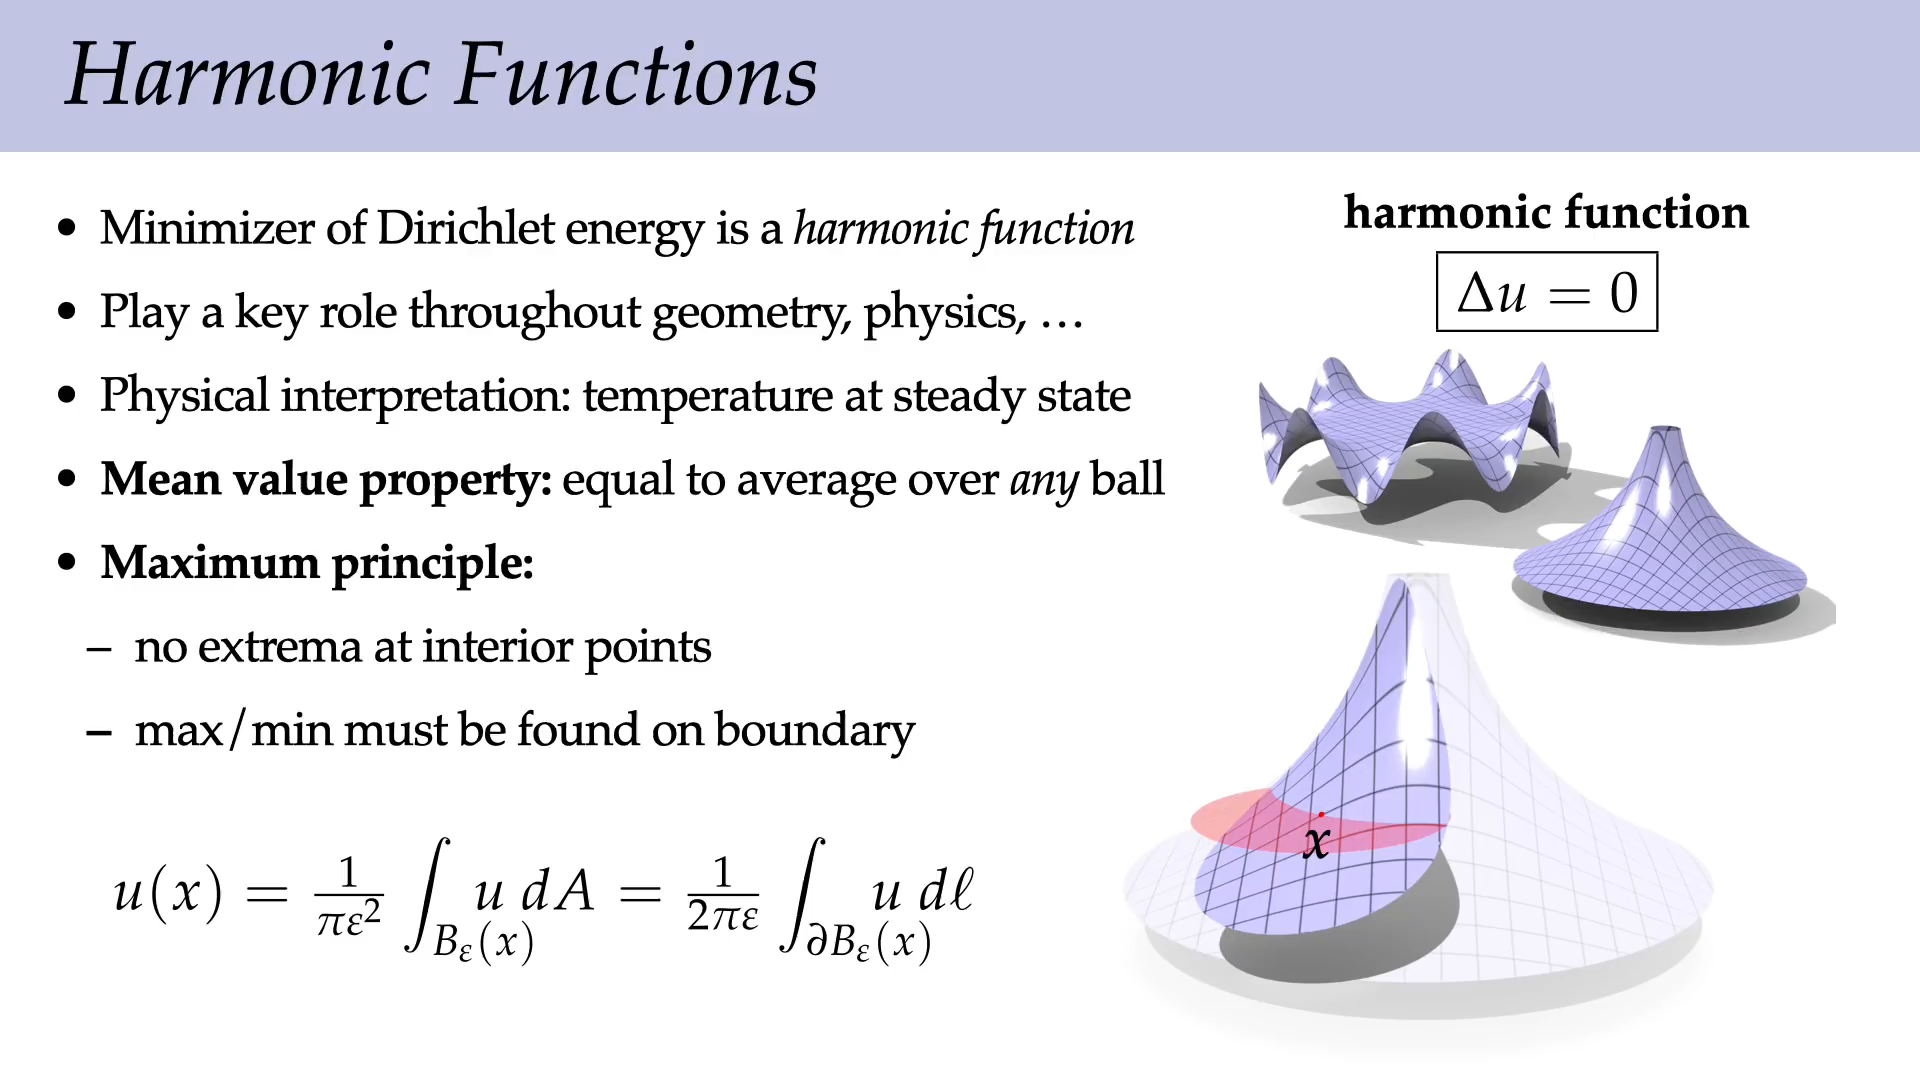 Harmonic Functions
• Minimizer of Dirichlet energy is a harmonic function
• Play a key role throughout geometry, physics, …
• Physical interpretation: temperature at steady state
• Mean value property: equal to average over any ball
• Maximum principle:
– no extrema at interior points
– max/min must be found on boundary
u(x) = 1/(πε²) ∫_{B_ε(x)} u dA = 1/(2πε) ∫_{∂B_ε(x)} u dℓ
harmonic function
Δu = 0
x